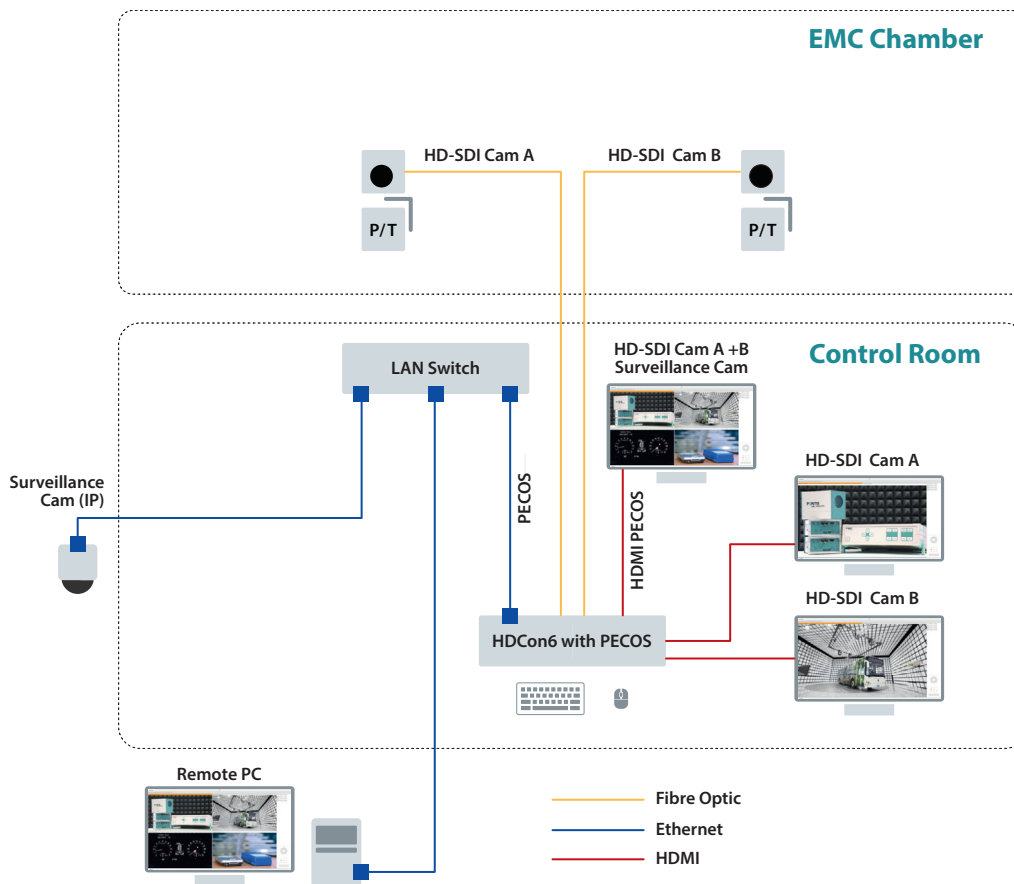 EMC Chamber
HD-SDI Cam A
HD-SDI Cam B
P/T
P/T
Control Room
LAN Switch
HD-SDI Cam A +B
Surveillance Cam
HD-SDI Cam A
Surveillance
Cam (IP)
PECOS
HDMI PECOS
HD-SDI Cam B
HDCon6 with PECOS
Remote PC
Fibre Optic
Ethernet
HDMI